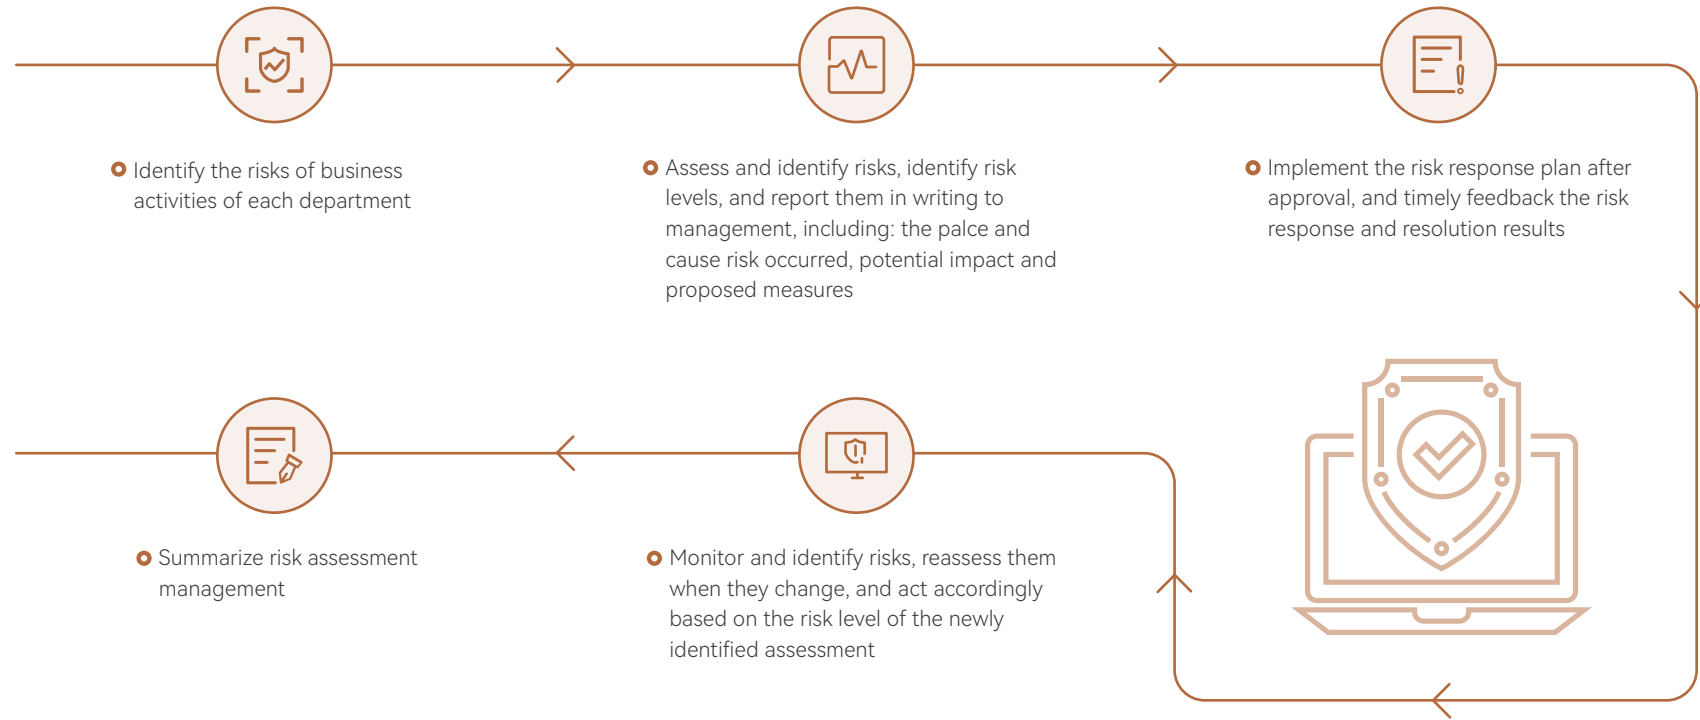 Identify the risks of business
activities of each department
Assess and identify risks, identify risk
levels, and report them in writing to
management, including: the palce and
cause risk occurred, potential impact and
proposed measures
Implement the risk response plan after
approval, and timely feedback the risk
response and resolution results
Summarize risk assessment
management
Monitor and identify risks, reassess them
when they change, and act accordingly
based on the risk level of the newly
identified assessment